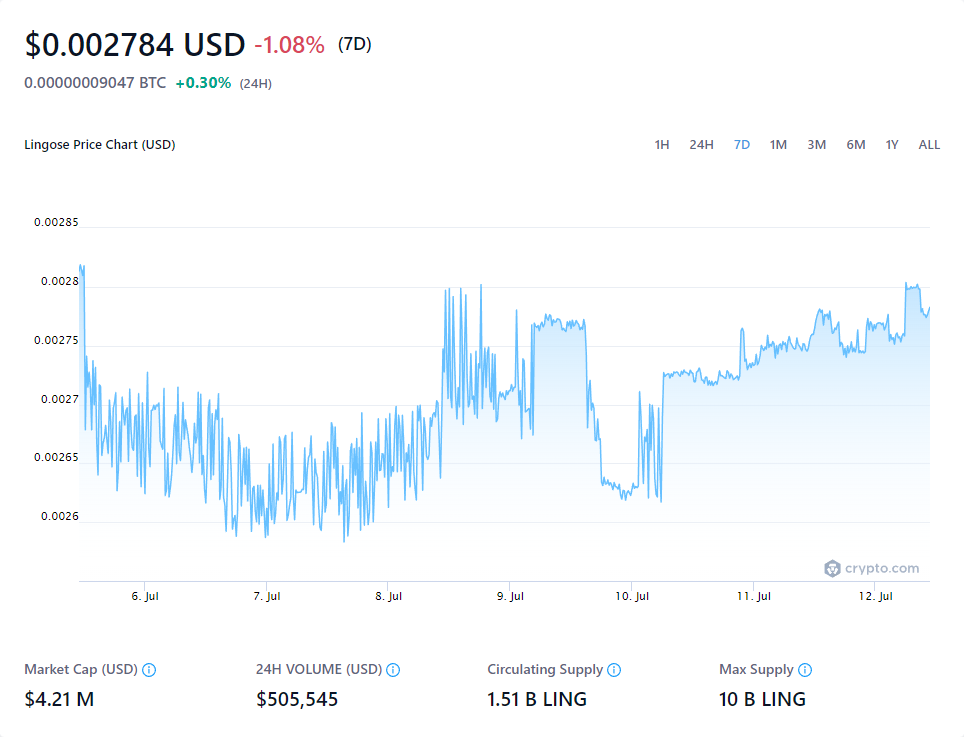 $0.002784 USD -1.08% (7D)
0.00000009047 BTC +0.30% (24H)
Lingose Price Chart (USD) 1H 24H 7D 1M 3M 6M 1Y ALL
0.00285
0.0028
0.00275
0.0027
0.00265
0.0026
crypto.com
6. Jul 7. Jul 8. Jul 9. Jul 10. Jul 11. Jul 12. Jul
Market Cap (USD) 24H VOLUME (USD) Circulating Supply Max Supply
$4.21 M $505,545 1.51 B LING 10 B LING